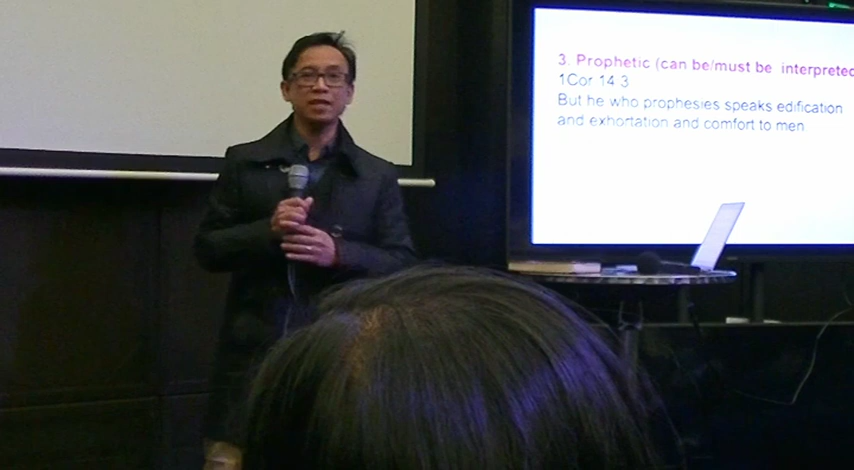 3. Prophetic (can be/must be interpreted
1Cor 14 3
But he who prophesies speaks edification
and exhortation and comfort to men